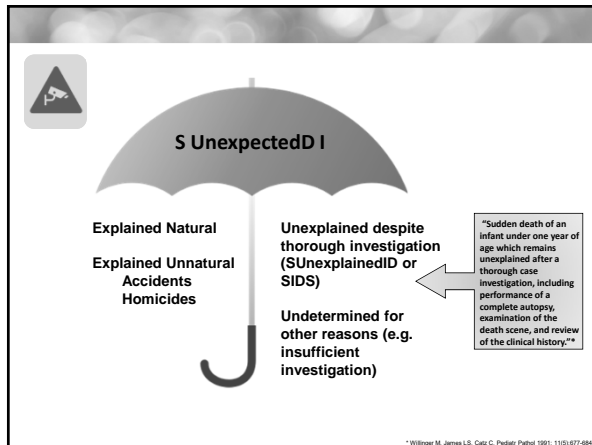 S UnexpectedD I
Explained Natural
Explained Unnatural
Accidents
Homicides
Unexplained despite
thorough investigation
(SUnexplainedID or
SIDS)
Undetermined for
other reasons (e.g.
insufficient
investigation)
"Sudden death of an
infant under one year of
age which remains
unexplained after a
thorough case
investigation, including
performance of a
complete autopsy,
examination of the
death scene, and review
of the clinical history."*
* Willinger M, James LS, Catz C. Pediatr Pathol 1991; 11(5):677-684